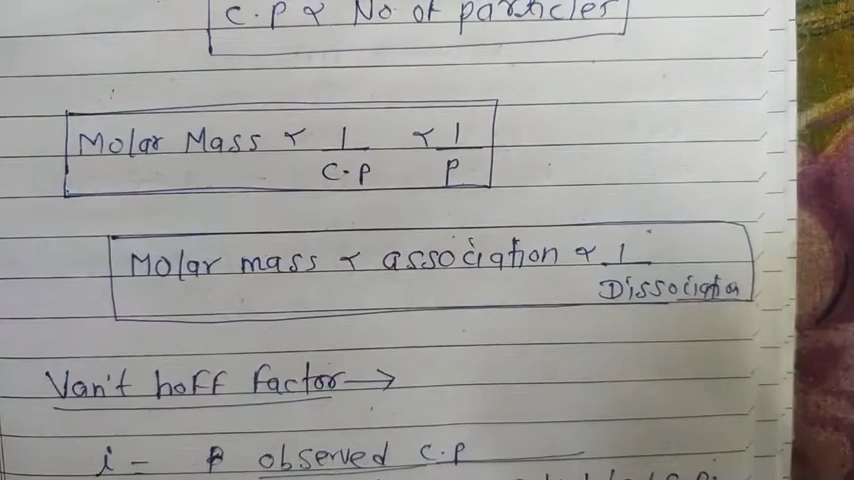 C.P ∝ No. of particles
Molar Mass ∝ 1/C.P ∝ 1/P
Molar mass ∝ association ∝ 1/Dissociation
Van't hoff factor →
i = observed C.P